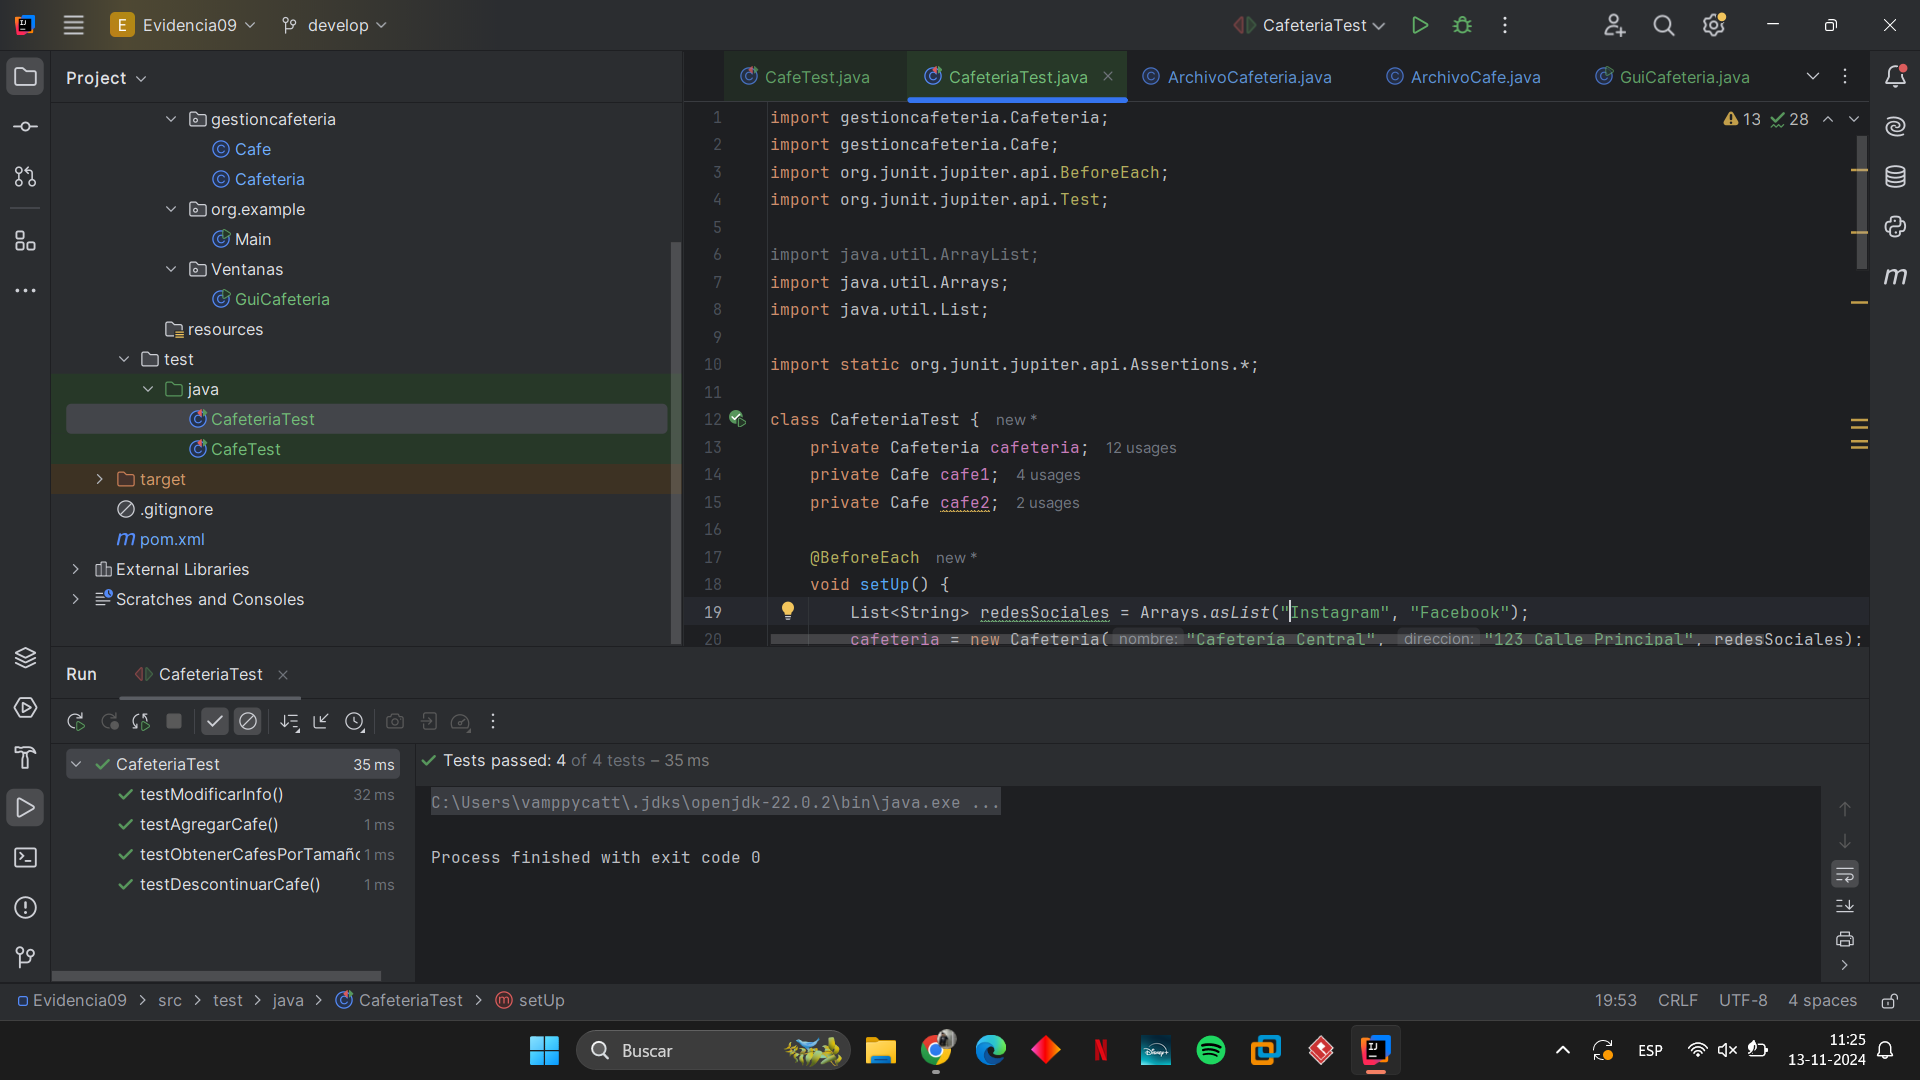 E Evidencia09 develop CafeteriaTest
Project
CafeTest.java CafeteriaTest.java ArchivoCafeteria.java ArchivoCafe.java GuiCafeteria.java
gestioncafeteria
Cafe
Cafeteria
org.example
Main
Ventanas
GuiCafeteria
resources
test
java
CafeteriaTest
CafeTest
target
.gitignore
m pom.xml
External Libraries
Scratches and Consoles
13 28
1 import gestioncafeteria.Cafeteria;
2 import gestioncafeteria.Cafe;
3 import org.junit.jupiter.api.BeforeEach;
4 import org.junit.jupiter.api.Test;
5
6 import java.util.ArrayList;
7 import java.util.Arrays;
8 import java.util.List;
9
10 import static org.junit.jupiter.api.Assertions.*;
11
12 class CafeteriaTest { new *
13 private Cafeteria cafeteria; 12 usages
14 private Cafe cafe1; 4 usages
15 private Cafe cafe2; 2 usages
16
17 @BeforeEach new *
18 void setUp() {
19 List<String> redesSociales = Arrays.asList("Instagram", "Facebook");
20 cafeteria = new Cafeteria( nombre: "Cafetería Central", direccion: "123 Calle Principal", redesSociales);
m
Run CafeteriaTest
CafeteriaTest 35 ms
testModificarInfo() 32 ms
testAgregarCafe() 1 ms
testObtenerCafesPorTamaño 1 ms
testDescontinuarCafe() 1 ms
Tests passed: 4 of 4 tests – 35 ms
C:\Users\vamppycatt\.jdks\openjdk-22.0.2\bin\java.exe ...
Process finished with exit code 0
Evidencia09 > src > test > java > CafeteriaTest > m setUp
19:53 CRLF UTF-8 4 spaces
Buscar
Disney+
ESP
11:25
13-11-2024